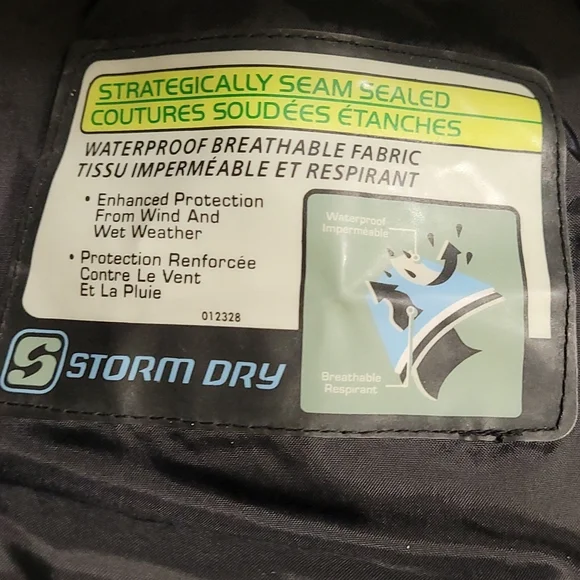 STRATEGICALLY SEAM SEALED
COUTURES SOUDÉES ÉTANCHES
WATERPROOF BREATHABLE FABRIC
TISSU IMPERMÉABLE ET RESPIRANT
• Enhanced Protection
From Wind And
Wet Weather
• Protection Renforcée
Contre Le Vent
Et La Pluie
012328
Waterproof
Imperméable
Breathable
Respirant
S STORM DRY